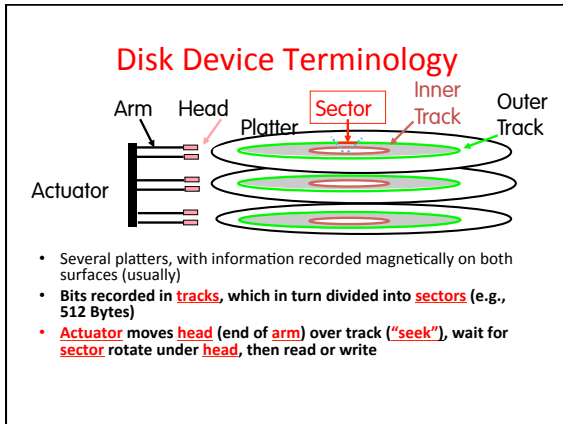 Disk Device Terminology
Arm
Head
Platter
Sector
Inner
Track
Outer
Track
Actuator
• Several platters, with information recorded magnetically on both
surfaces (usually)
• Bits recorded in tracks, which in turn divided into sectors (e.g.,
512 Bytes)
• Actuator moves head (end of arm) over track (“seek”), wait for
sector rotate under head, then read or write